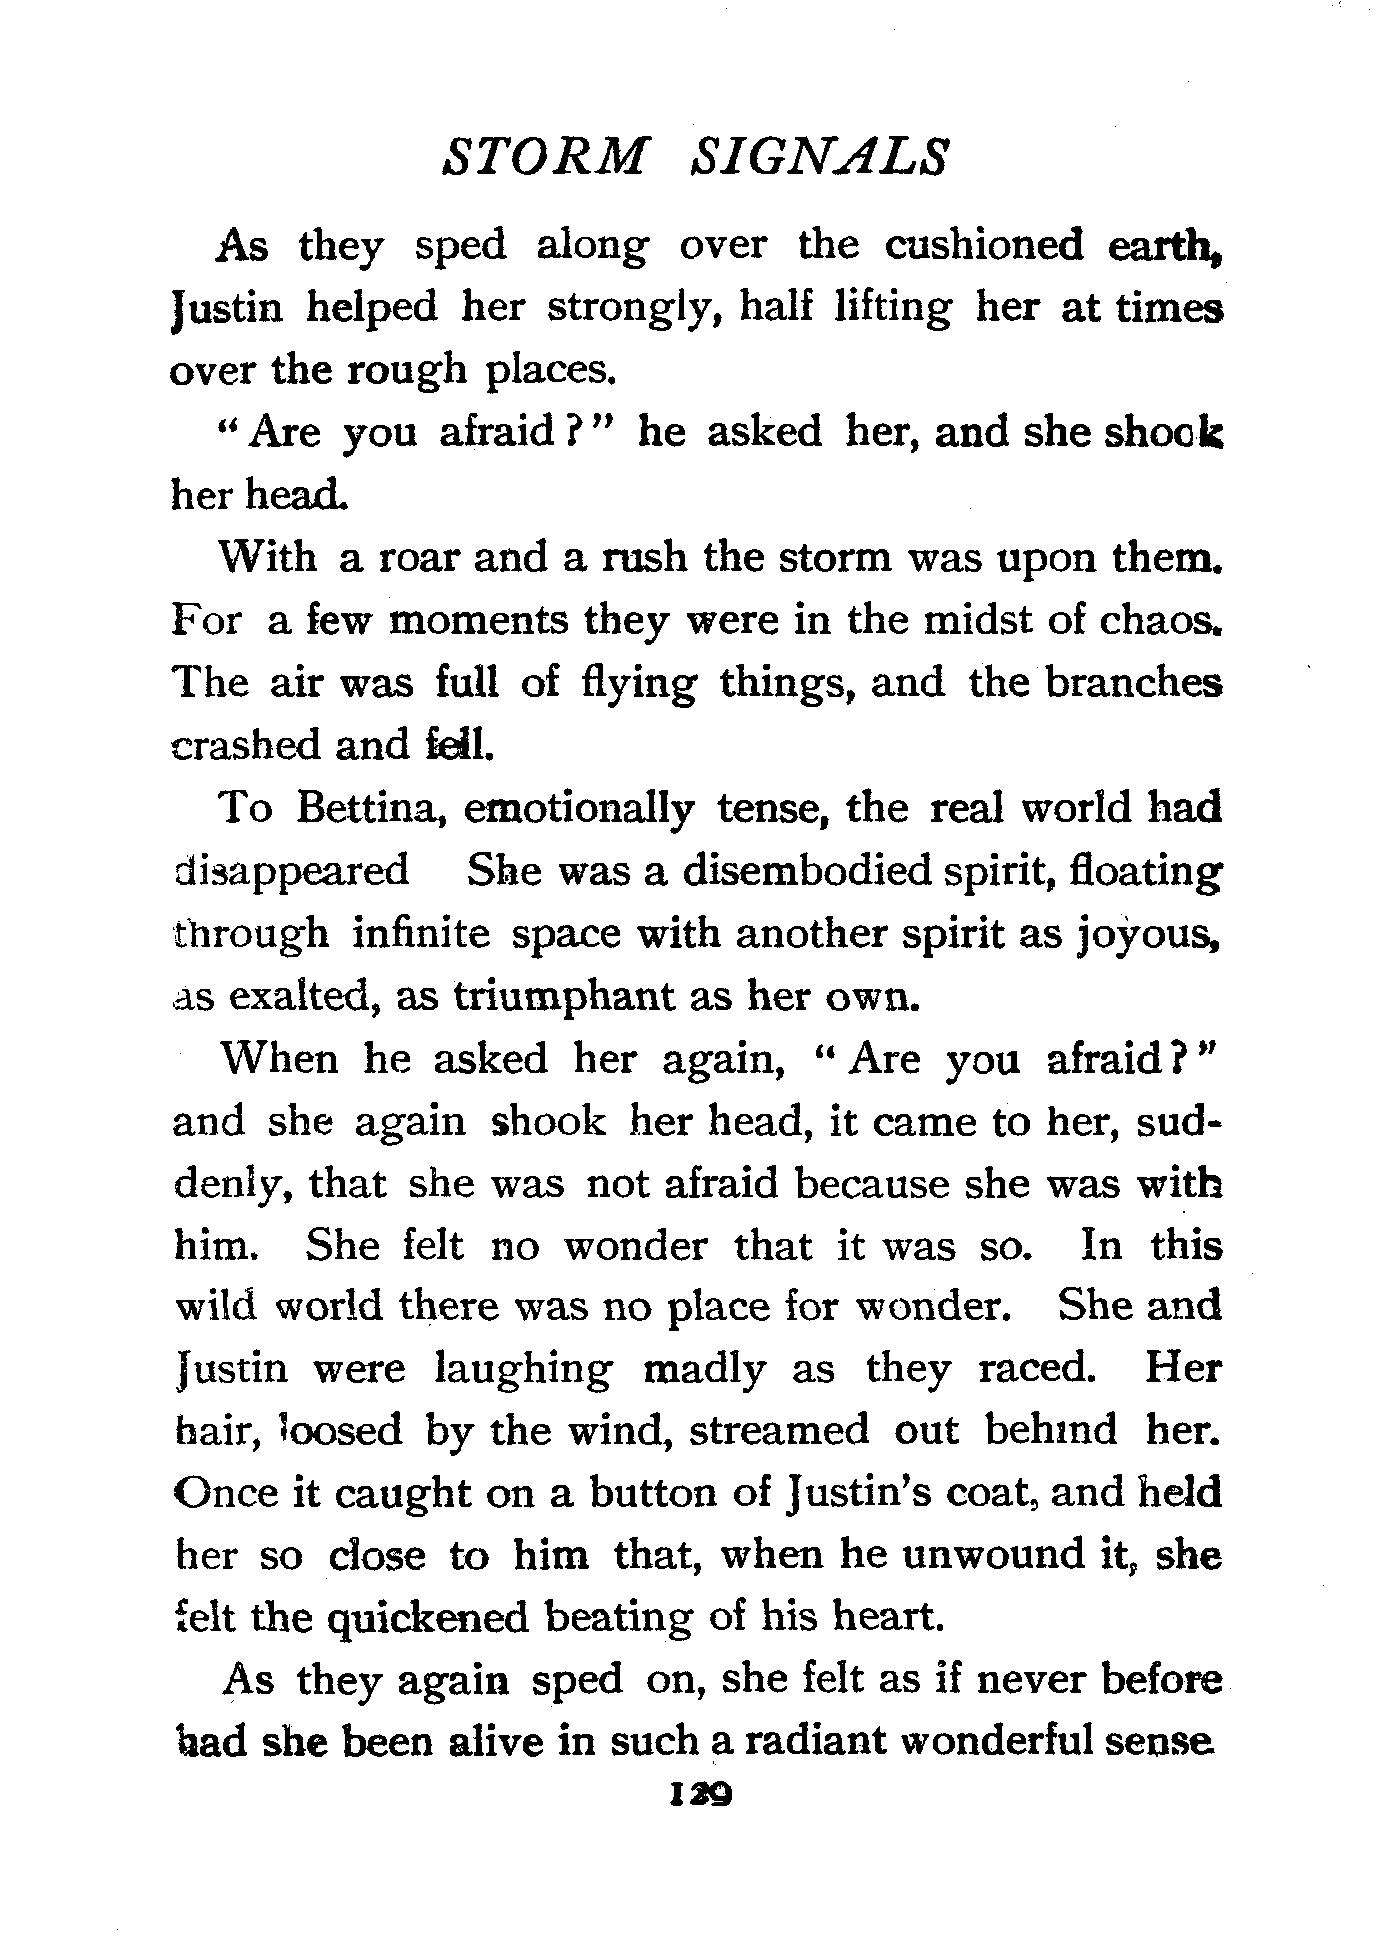 STORM SIGNALS
As they sped along over the cushioned earth,
Justin helped her strongly, half lifting her at times
over the rough places.
“Are you afraid?” he asked her, and she shook
her head.
With a roar and a rush the storm was upon them.
For a few moments they were in the midst of chaos.
The air was full of flying things, and the branches
crashed and fell.
To Bettina, emotionally tense, the real world had
disappeared She was a disembodied spirit, floating
through infinite space with another spirit as joyous,
as exalted, as triumphant as her own.
When he asked her again, “Are you afraid?”
and she again shook her head, it came to her, sud-
denly, that she was not afraid because she was with
him. She felt no wonder that it was so. In this
wild world there was no place for wonder. She and
Justin were laughing madly as they raced. Her
hair, loosed by the wind, streamed out behind her.
Once it caught on a button of Justin's coat, and held
her so close to him that, when he unwound it, she
felt the quickened beating of his heart.
As they again sped on, she felt as if never before
had she been alive in such a radiant wonderful sense
129